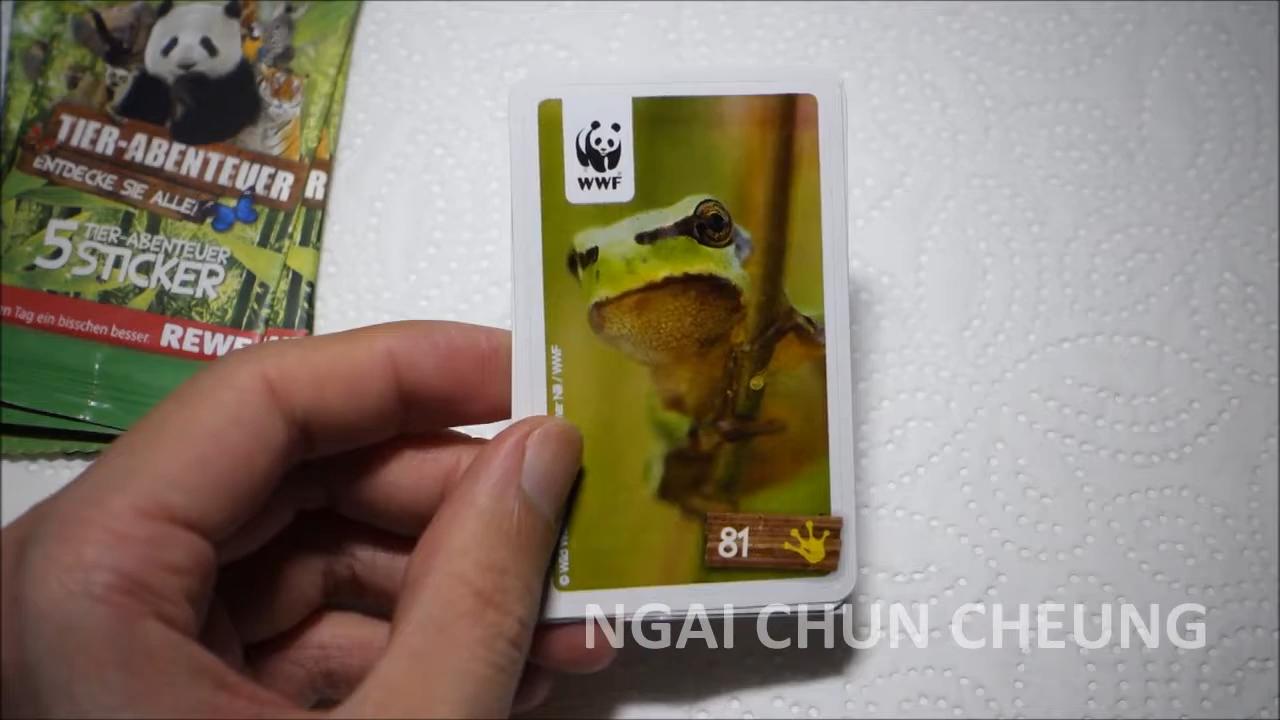 TIER-ABENTEUER R
ENTDECKE SIE ALLE!
5 TIER-ABENTEUER
STICKER
Tag ein bisschen besser. REWE
WWF
/ WWF
81
NGAI CHUN CHEUNG